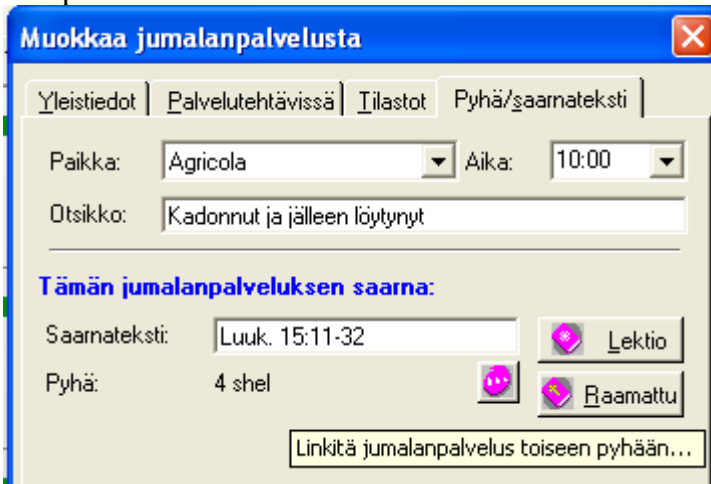 Muokkaa jumalanpalvelusta
Yleistiedot Palvelutehtävissä Tilastot Pyhä/saarnateksti
Paikka: Agricola Aika: 10:00
Otsikko: Kadonnut ja jälleen löytynyt
Tämän jumalanpalveluksen saarna:
Saarnateksti: Luuk. 15:11-32 Lektio
Pyhä: 4 shel Raamattu
Linkitä jumalanpalvelus toiseen pyhään...